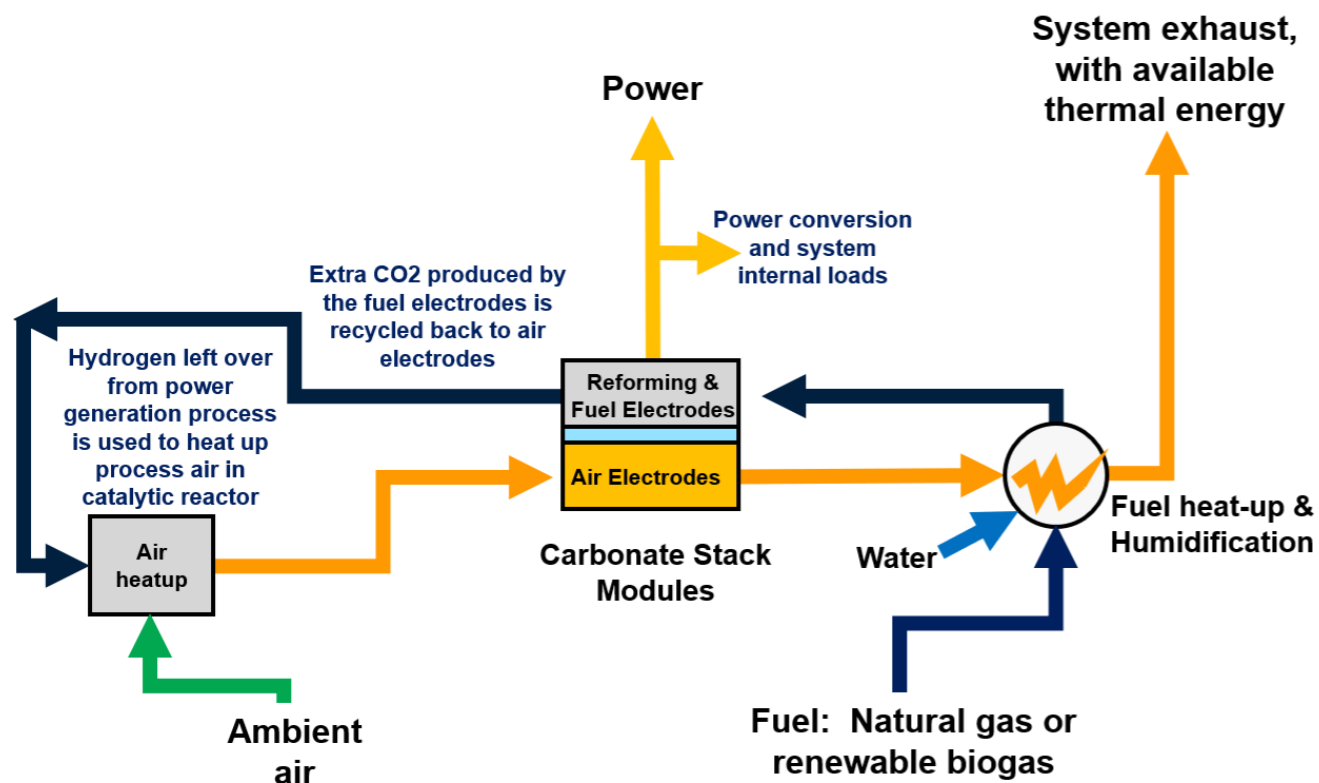 System exhaust,
with available
thermal energy
Power
Power conversion
and system
internal loads
Extra CO2 produced by
the fuel electrodes is
recycled back to air
electrodes
Hydrogen left over
from power
generation process
is used to heat up
process air in
catalytic reactor
Reforming &
Fuel Electrodes
Air Electrodes
Carbonate Stack
Modules
Air
heatup
Water
Fuel heat-up &
Humidification
Ambient
air
Fuel:  Natural gas or
renewable biogas